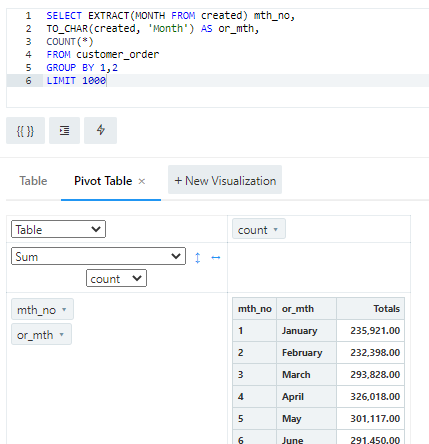 1 SELECT EXTRACT(MONTH FROM created) mth_no,
2 TO_CHAR(created, 'Month') AS or_mth,
3 COUNT(*)
4 FROM customer_order
5 GROUP BY 1,2
6 LIMIT 1000
{{ }}
Table Pivot Table × + New Visualization
Table count
Sum ↕ ↔
count
mth_no
or_mth
mth_no or_mth Totals
1 January 235,921.00
2 February 232,398.00
3 March 293,828.00
4 April 326,018.00
5 May 301,117.00
6 June 291,450.00